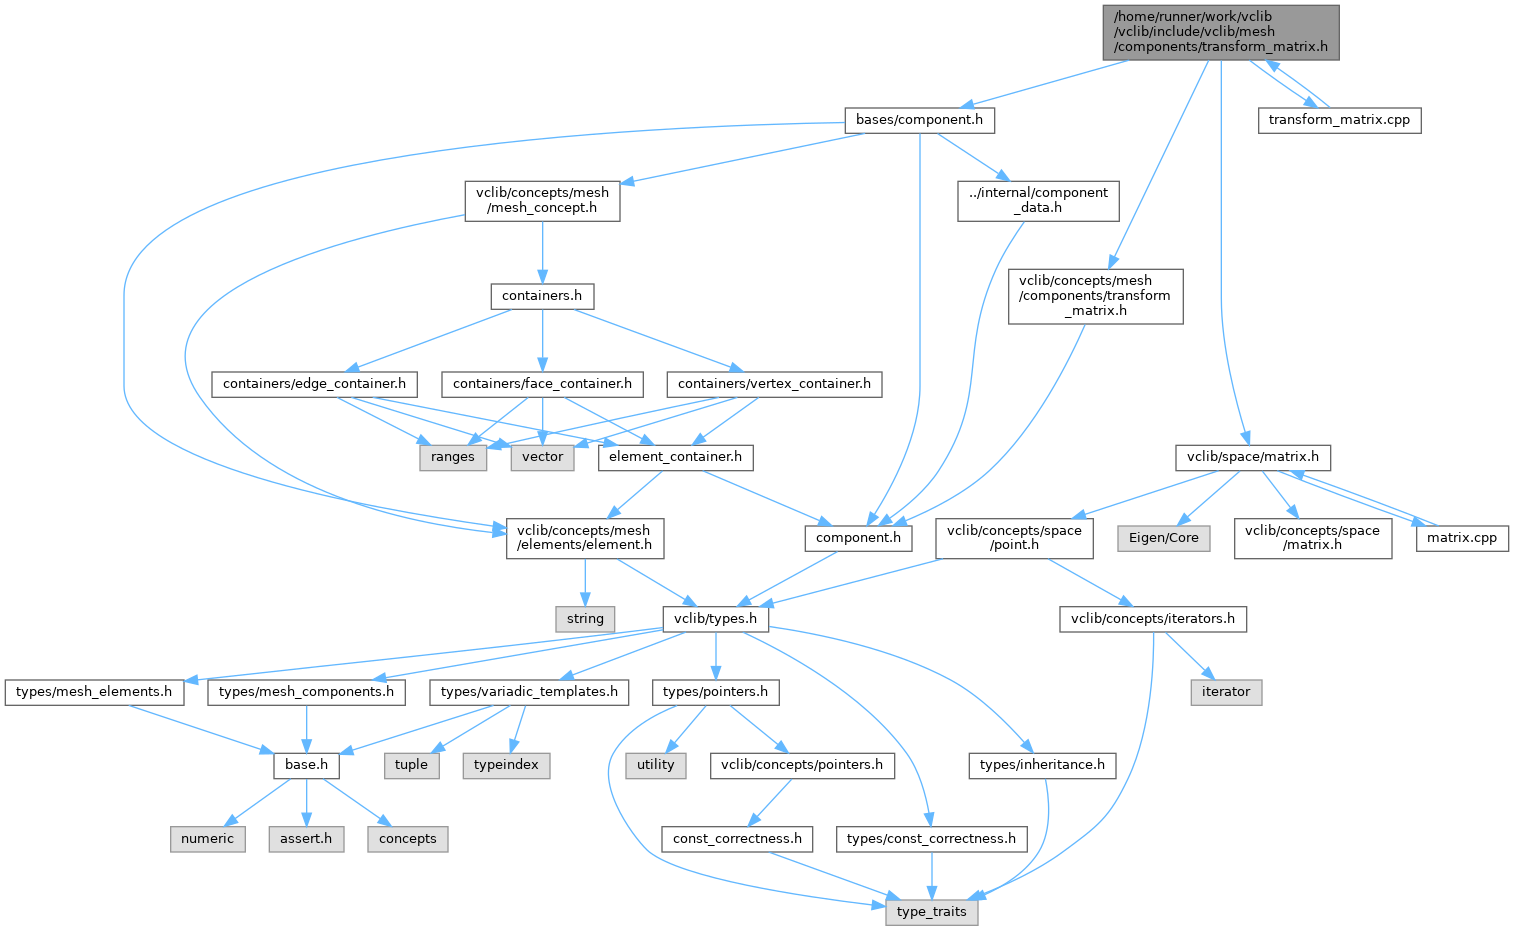 /home/runner/work/vclib
/vclib/include/vclib/mesh
/components/transform_matrix.h
bases/component.h
transform_matrix.cpp
vclib/concepts/mesh
/mesh_concept.h
../internal/component
_data.h
vclib/concepts/mesh
/components/transform
_matrix.h
containers.h
containers/edge_container.h
containers/face_container.h
containers/vertex_container.h
ranges
vector
element_container.h
vclib/space/matrix.h
vclib/concepts/mesh
/elements/element.h
component.h
vclib/concepts/space
/point.h
Eigen/Core
vclib/concepts/space
/matrix.h
matrix.cpp
string
vclib/types.h
vclib/concepts/iterators.h
types/mesh_elements.h
types/mesh_components.h
types/variadic_templates.h
types/pointers.h
iterator
base.h
tuple
typeindex
utility
vclib/concepts/pointers.h
types/inheritance.h
numeric
assert.h
concepts
const_correctness.h
types/const_correctness.h
type_traits